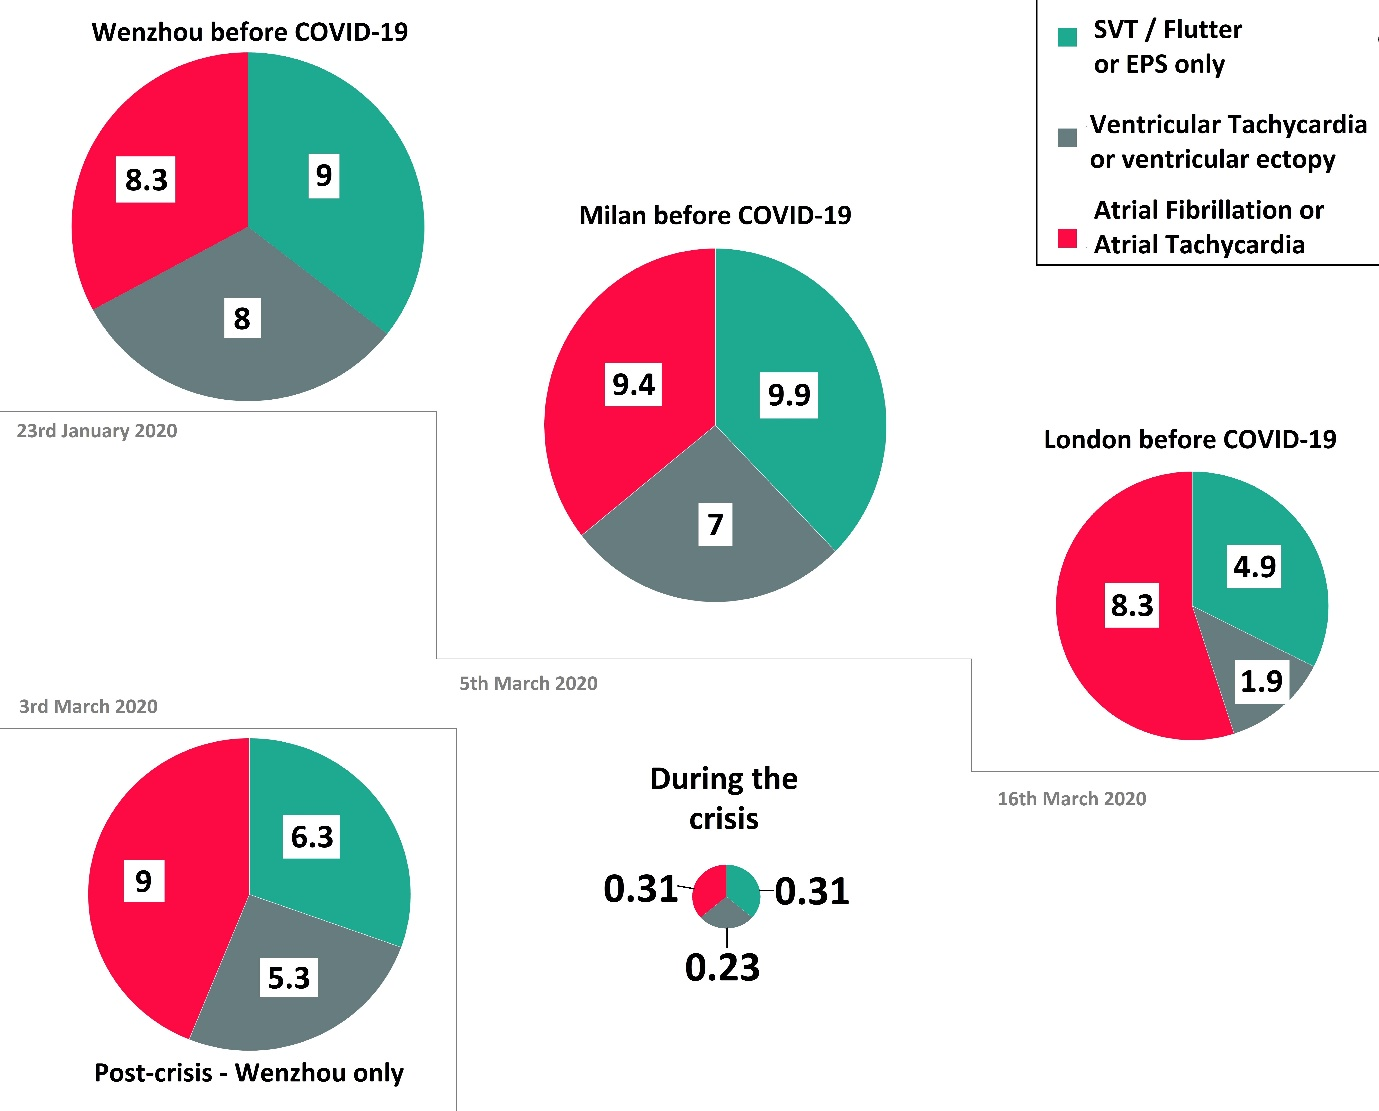 Wenzhou before COVID-19
8.3
9
8
23rd January 2020
Milan before COVID-19
9.4
9.9
7
5th March 2020
SVT / Flutter
or EPS only
Ventricular Tachycardia
or ventricular ectopy
Atrial Fibrillation or
Atrial Tachycardia
London before COVID-19
8.3
4.9
1.9
16th March 2020
3rd March 2020
9
6.3
5.3
Post-crisis - Wenzhou only
During the
crisis
0.31
0.31
0.23